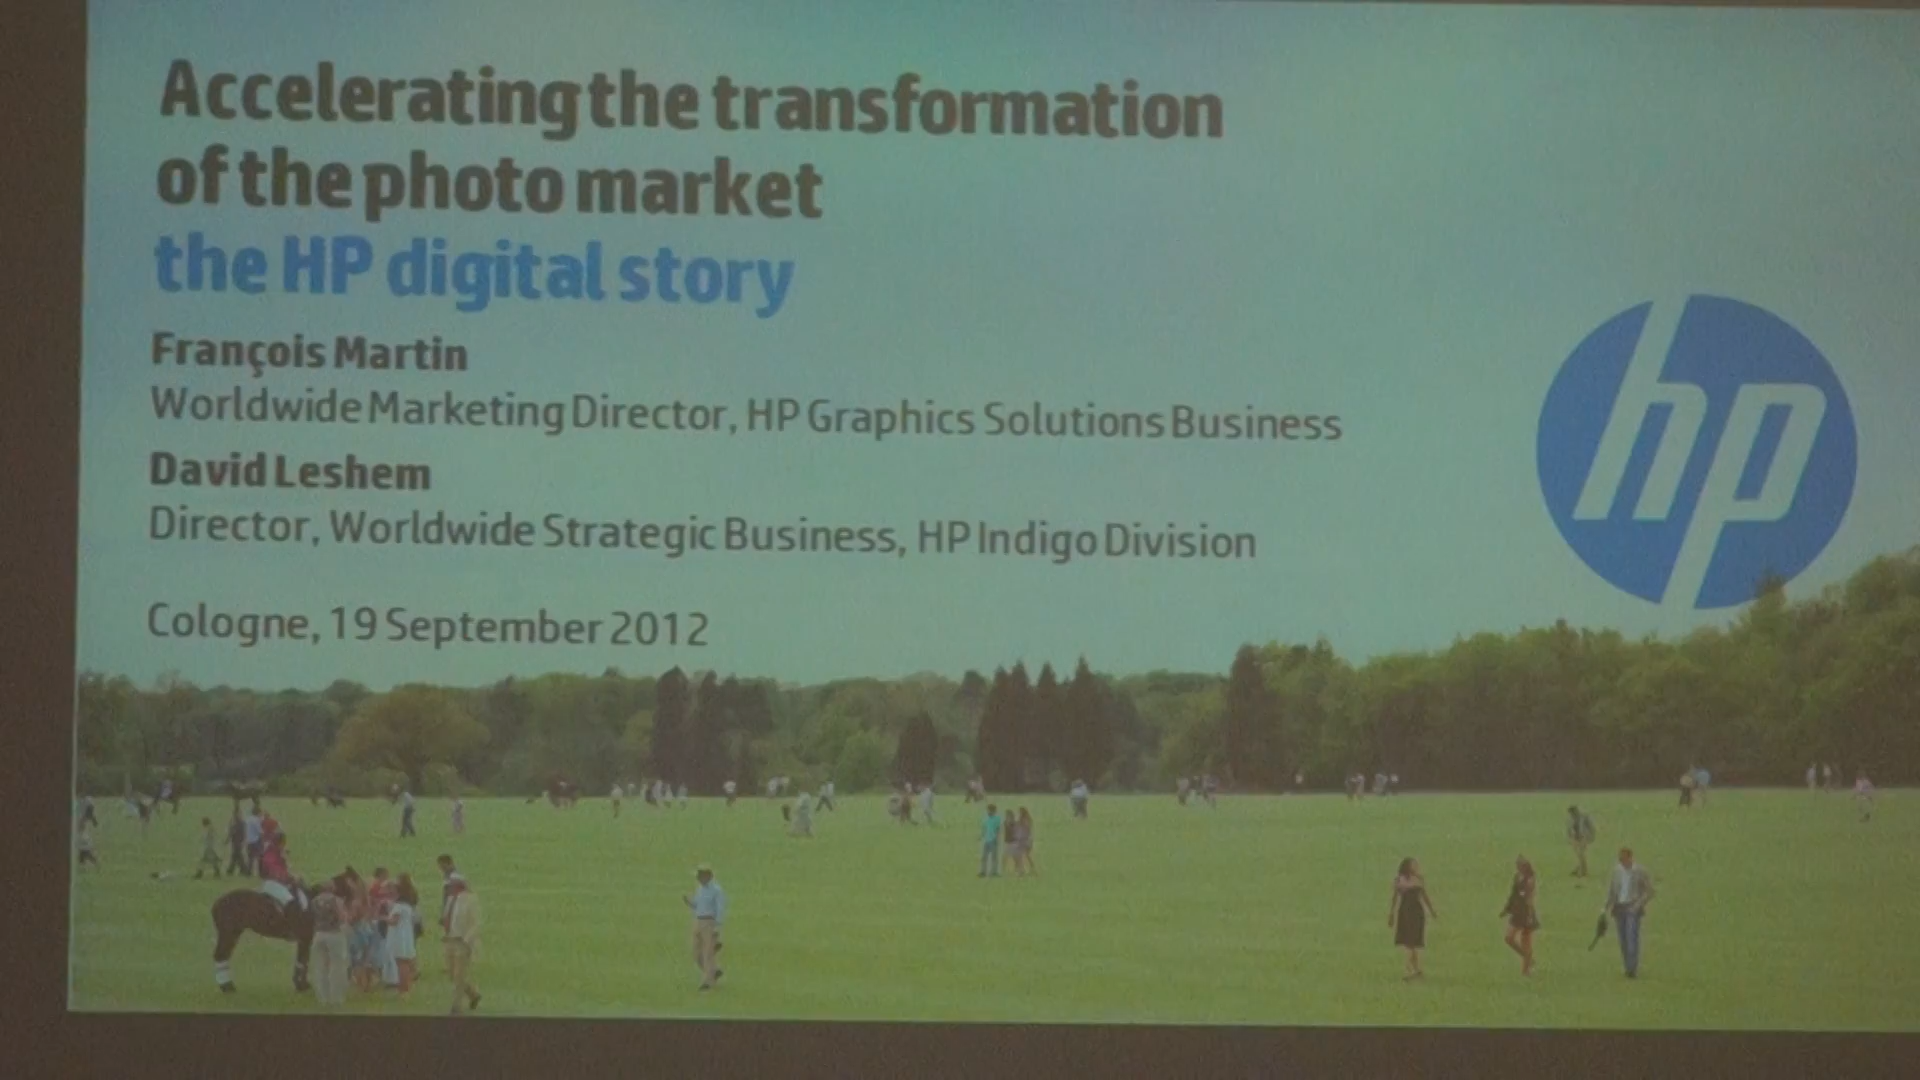 Accelerating the transformation
of the photo market
the HP digital story
François Martin
Worldwide Marketing Director, HP Graphics Solutions Business
David Leshem
Director, Worldwide Strategic Business, HP Indigo Division
hp
Cologne, 19 September 2012